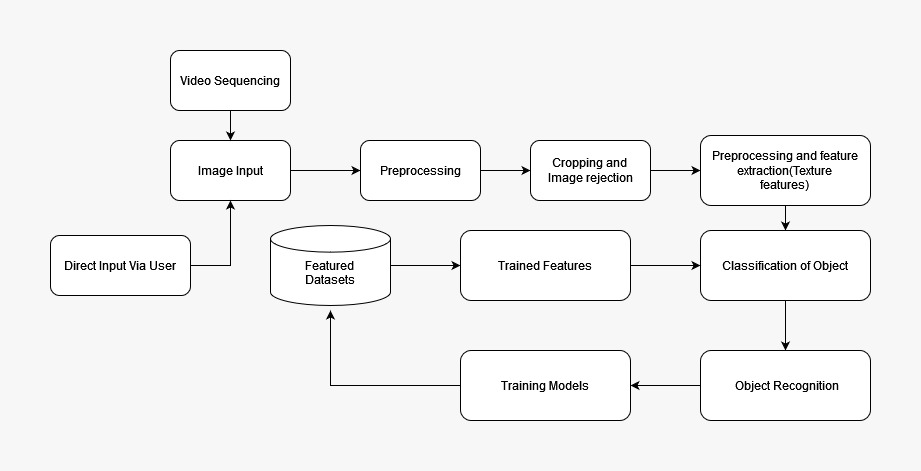 Video Sequencing
Image Input
Preprocessing
Cropping and
Image rejection
Preprocessing and feature
extraction(Texture
features)
Direct Input Via User
Featured
Datasets
Trained Features
Classification of Object
Training Models
Object Recognition